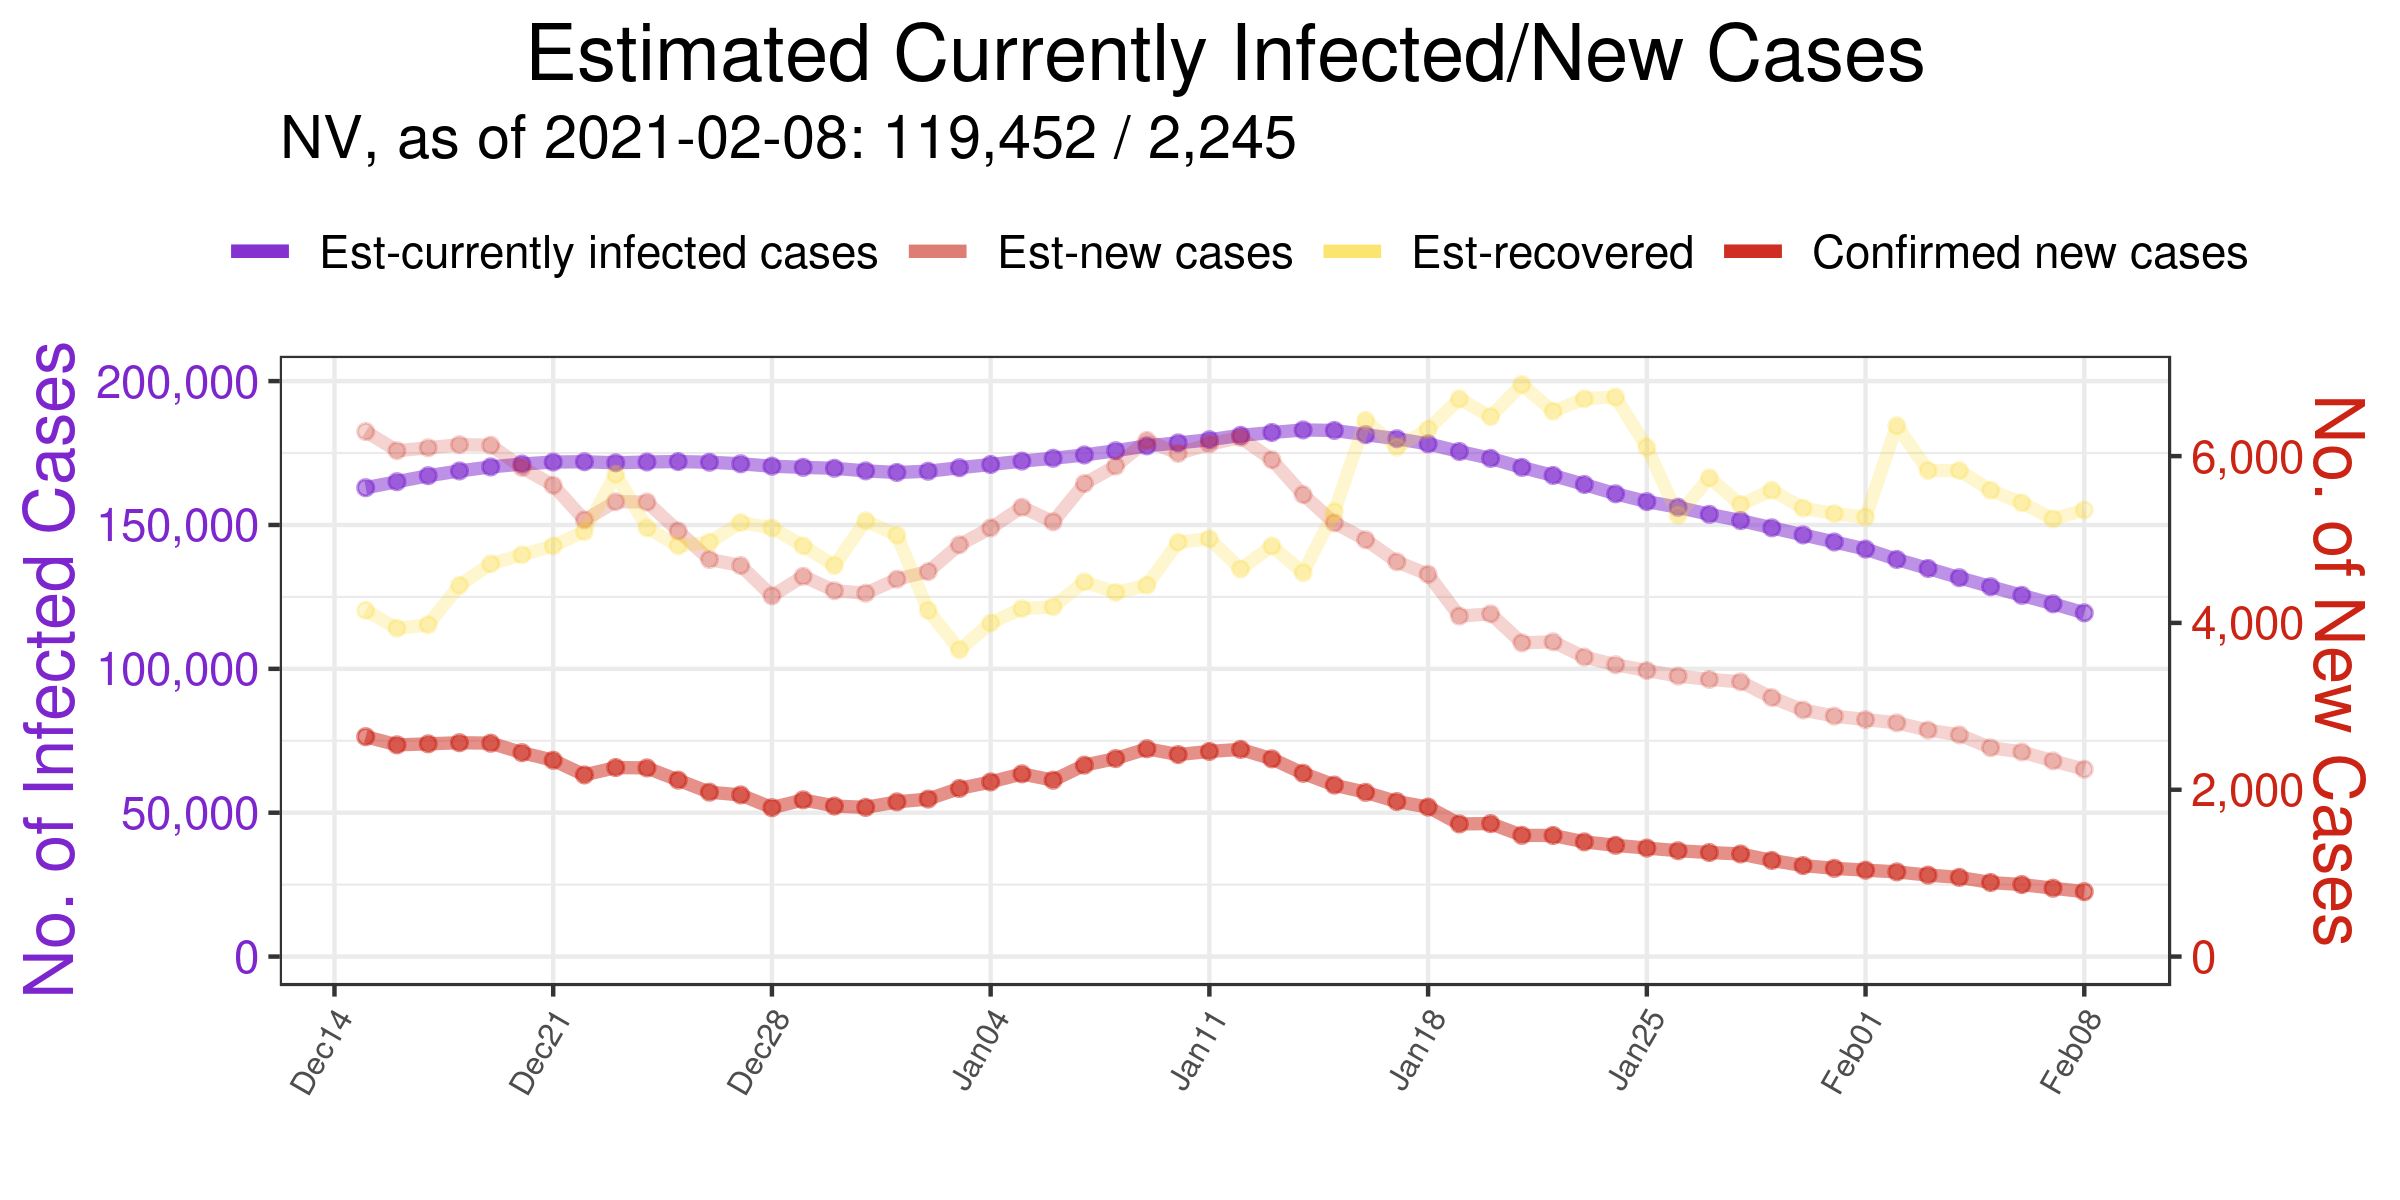 Estimated Currently Infected/New Cases
NV, as of 2021-02-08: 119,452 / 2,245
Est-currently infected cases Est-new cases Est-recovered Confirmed new cases
No. of Infected Cases
200,000
150,000
100,000
50,000
0
6,000
4,000
2,000
0
No. of New Cases
Dec14 Dec21 Dec28 Jan04 Jan11 Jan18 Jan25 Feb01 Feb08